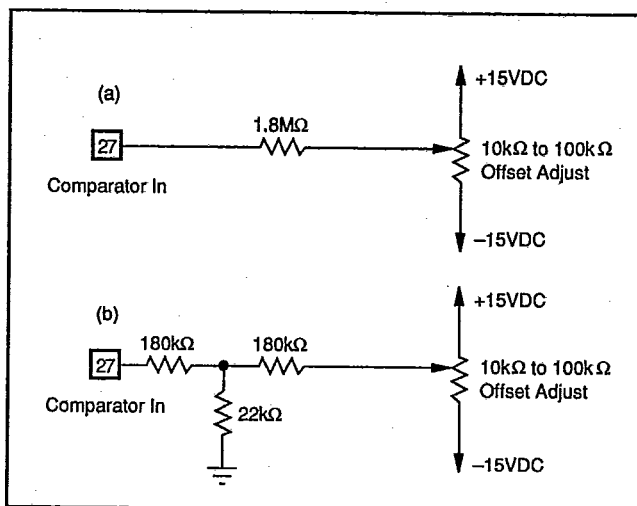 (a)
+15VDC
1.8MΩ
27
10kΩ to 100kΩ
Offset Adjust
Comparator In
–15VDC
(b)
+15VDC
180kΩ
180kΩ
27
10kΩ to 100kΩ
Offset Adjust
Comparator In
22kΩ
–15VDC